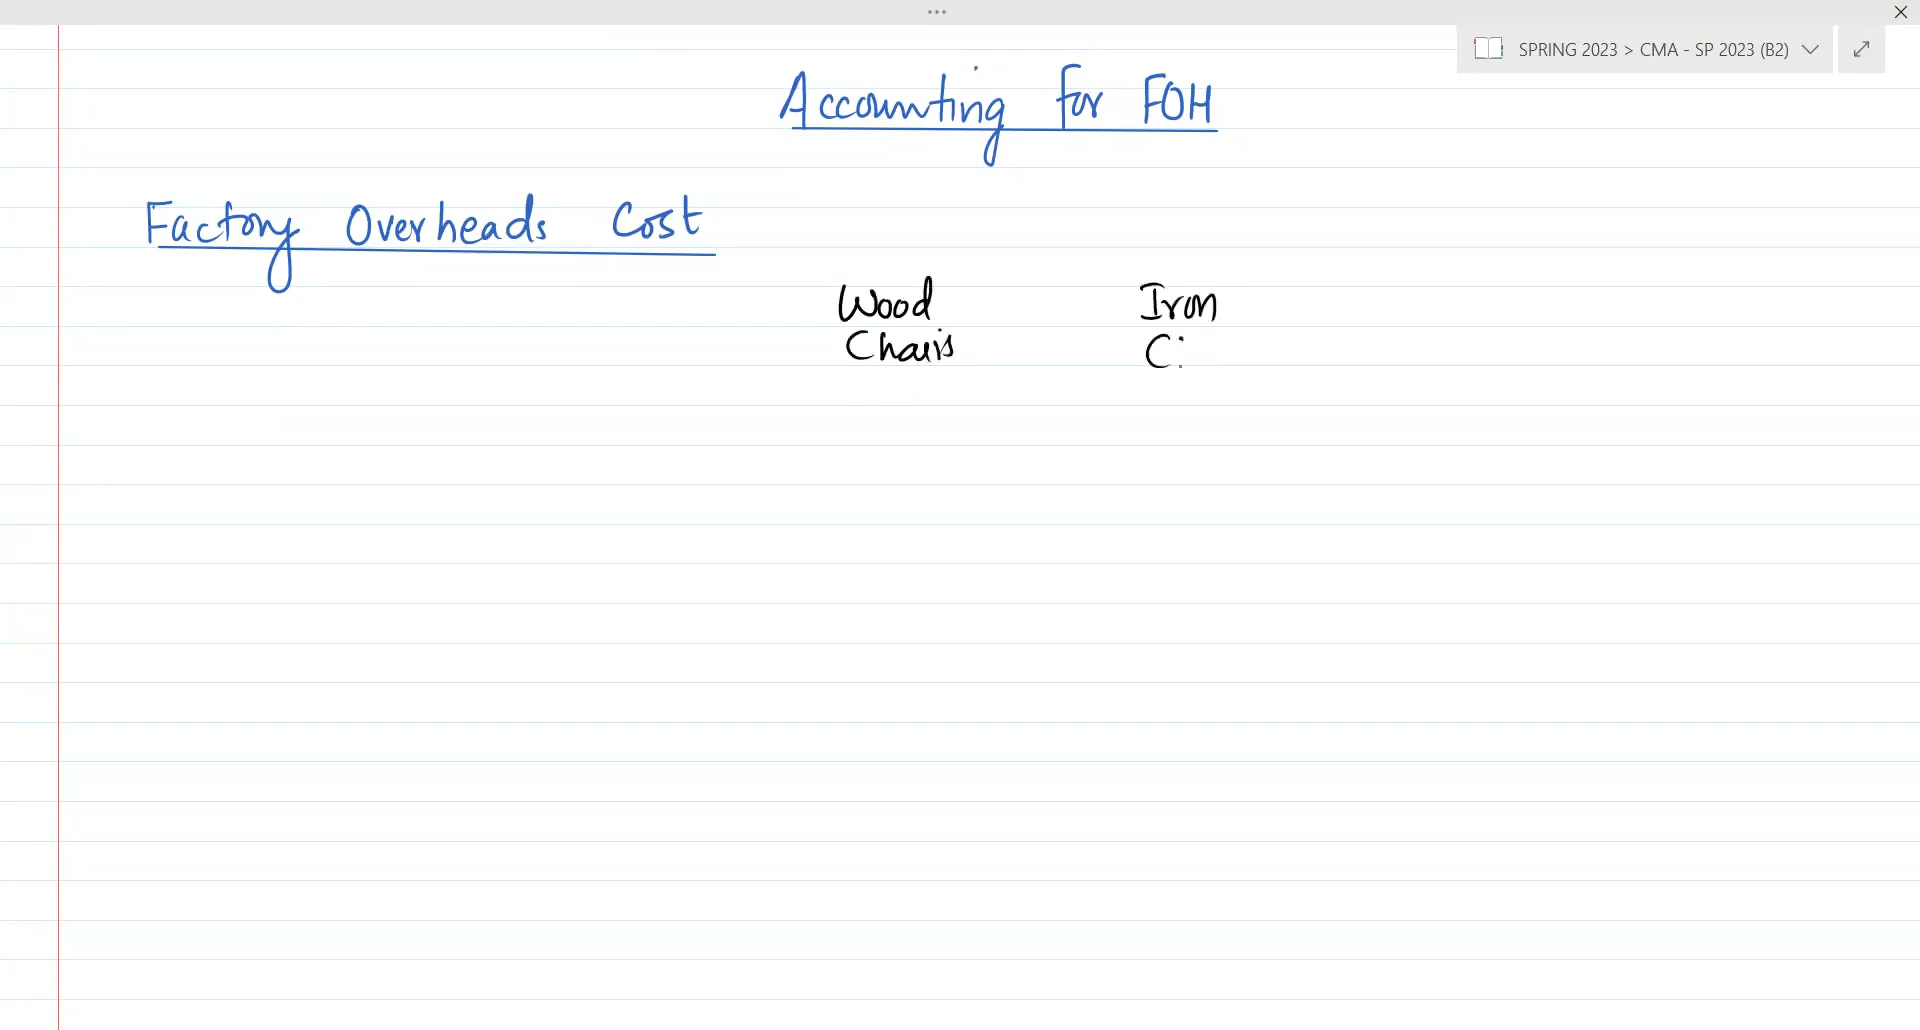 SPRING 2023 > CMA - SP 2023 (B2)
Accounting for FOH
Factory Overheads Cost
Wood Iron
Chairs C